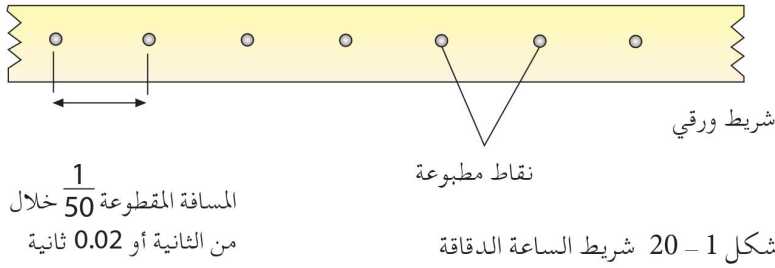 شريط ورقي
نقاط مطبوعة
المسافة المقطوعة 1/50 خلال
من الثانية أو 0.02 ثانية
شكل 1 – 20 شريط الساعة الدقاقة